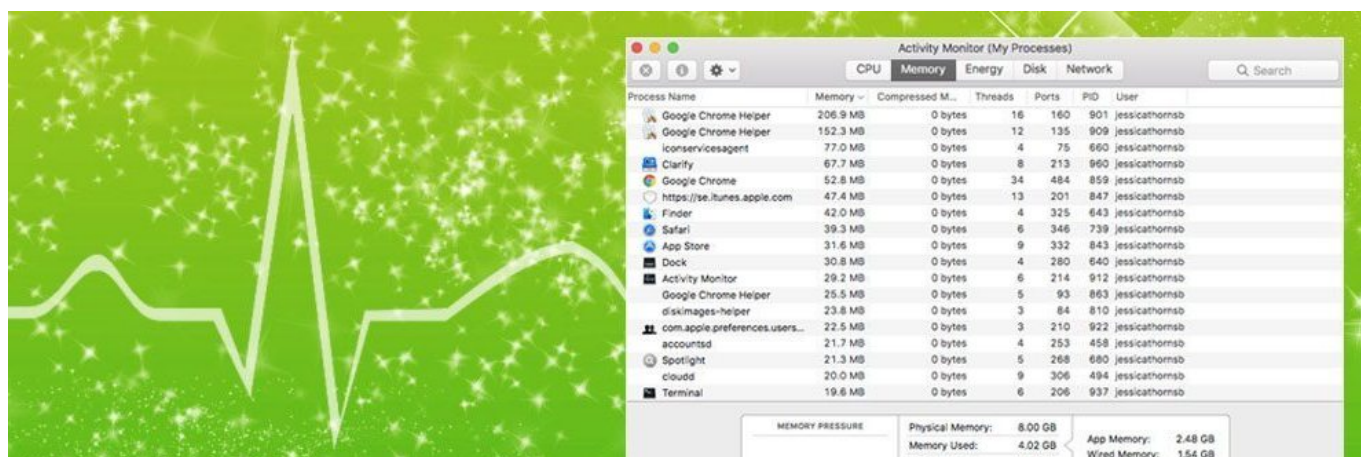 Activity Monitor (My Processes)
CPU Memory Energy Disk Network Search
Process Name Memory Compressed M... Threads Ports PID User
Google Chrome Helper 206.9 MB 0 bytes 16 160 901 jessicathornsb
Google Chrome Helper 152.3 MB 0 bytes 12 135 909 jessicathornsb
iconservicesagent 77.0 MB 0 bytes 4 75 660 jessicathornsb
Clarify 67.7 MB 0 bytes 8 213 960 jessicathornsb
Google Chrome 52.8 MB 0 bytes 34 484 859 jessicathornsb
https://se.itunes.apple.com 47.4 MB 0 bytes 13 201 847 jessicathornsb
Finder 42.0 MB 0 bytes 4 325 643 jessicathornsb
Safari 39.3 MB 0 bytes 6 346 739 jessicathornsb
App Store 31.6 MB 0 bytes 9 332 843 jessicathornsb
Dock 30.8 MB 0 bytes 4 280 640 jessicathornsb
Activity Monitor 29.2 MB 0 bytes 6 214 912 jessicathornsb
Google Chrome Helper 25.5 MB 0 bytes 5 93 863 jessicathornsb
diskimages-helper 23.8 MB 0 bytes 3 84 810 jessicathornsb
com.apple.preferences.users... 22.5 MB 0 bytes 3 210 922 jessicathornsb
accountsd 21.7 MB 0 bytes 4 253 458 jessicathornsb
Spotlight 21.3 MB 0 bytes 5 268 680 jessicathornsb
cloudd 20.0 MB 0 bytes 9 306 494 jessicathornsb
Terminal 19.6 MB 0 bytes 6 206 937 jessicathornsb
MEMORY PRESSURE Physical Memory: 8.00 GB
Memory Used: 4.02 GB App Memory: 2.48 GB
Wired Memory: 1.54 GB